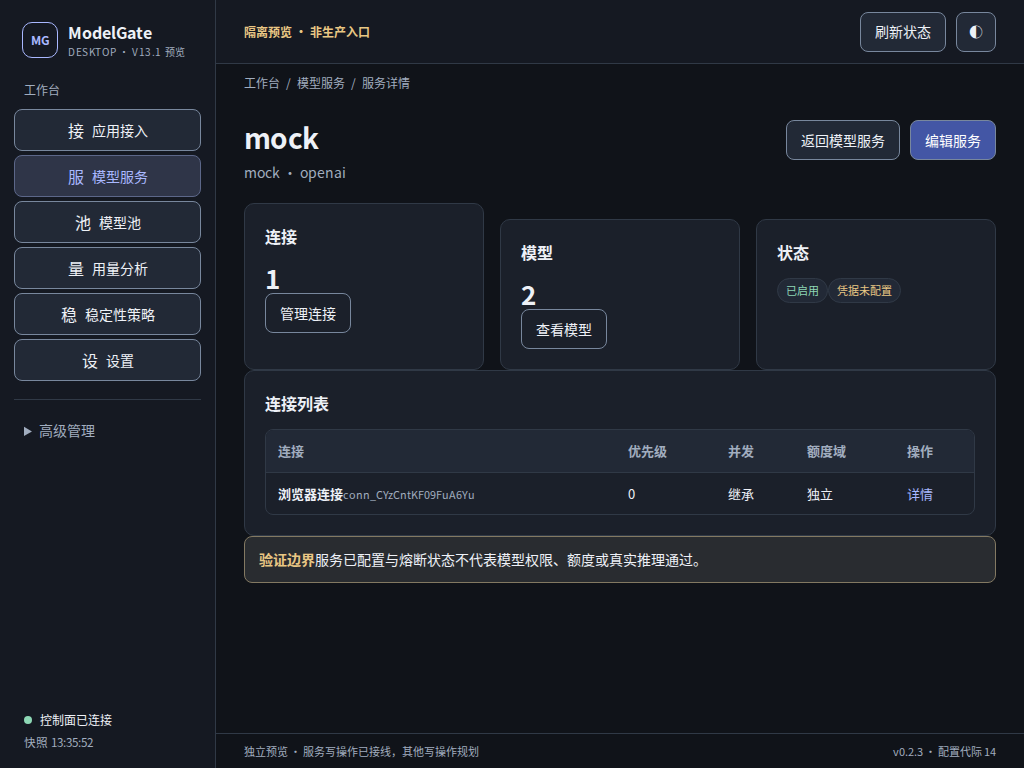 MG
ModelGate
DESKTOP · V13.1 预览
工作台
接 应用接入
服 模型服务
池 模型池
量 用量分析
稳 稳定性策略
设 设置
▶ 高级管理
控制面已连接
快照 13:35:52
隔离预览 · 非生产入口
刷新状态
工作台 / 模型服务 / 服务详情
mock
mock · openai
返回模型服务
编辑服务
连接
1
管理连接
模型
2
查看模型
状态
已启用 凭据未配置
连接列表
连接 优先级 并发 额度域 操作
浏览器连接conn_CYzCntKF09FuA6Yu 0 继承 独立 详情
验证边界服务已配置与熔断状态不代表模型权限、额度或真实推理通过。
独立预览 · 服务写操作已接线，其他写操作规划
v0.2.3 · 配置代际 14